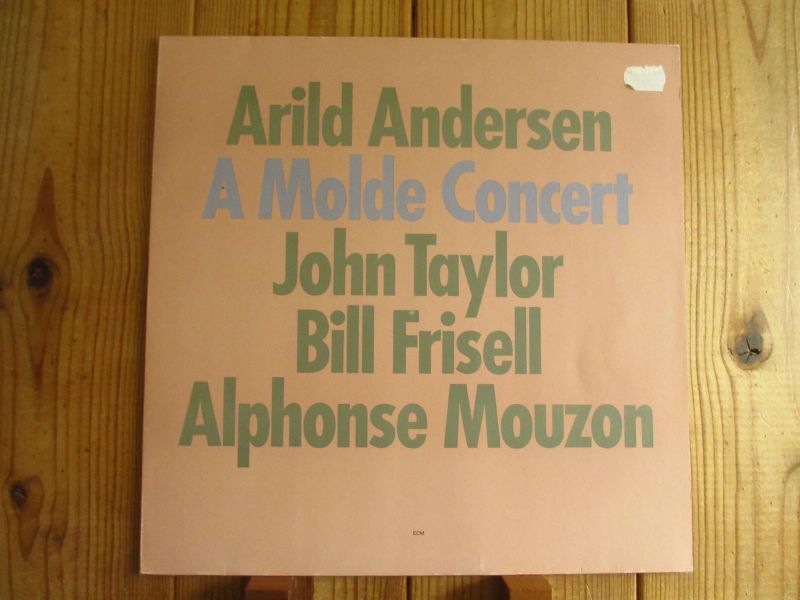 Arild Andersen
A Molde Concert
John Taylor
Bill Frisell
Alphonse Mouzon
ECM